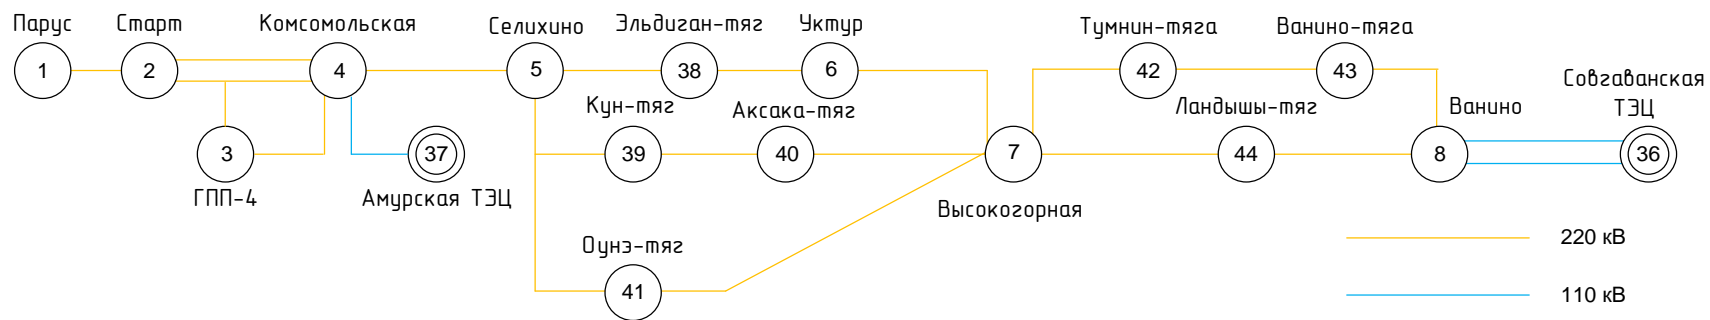 Парус
Старт
Комсомольская
Селихино
Эльдиган-тяг
Уктур
Тумнин-тяга
Ванино-тяга
1
2
4
5
38
6
42
43
Совгаванская
ТЭЦ
Кун-тяг
Аксака-тяг
Ландышы-тяг
Ванино
3
37
39
40
7
44
8
36
ГПП-4
Амурская ТЭЦ
Высокогорная
Оунэ-тяг
41
220 кВ
110 кВ